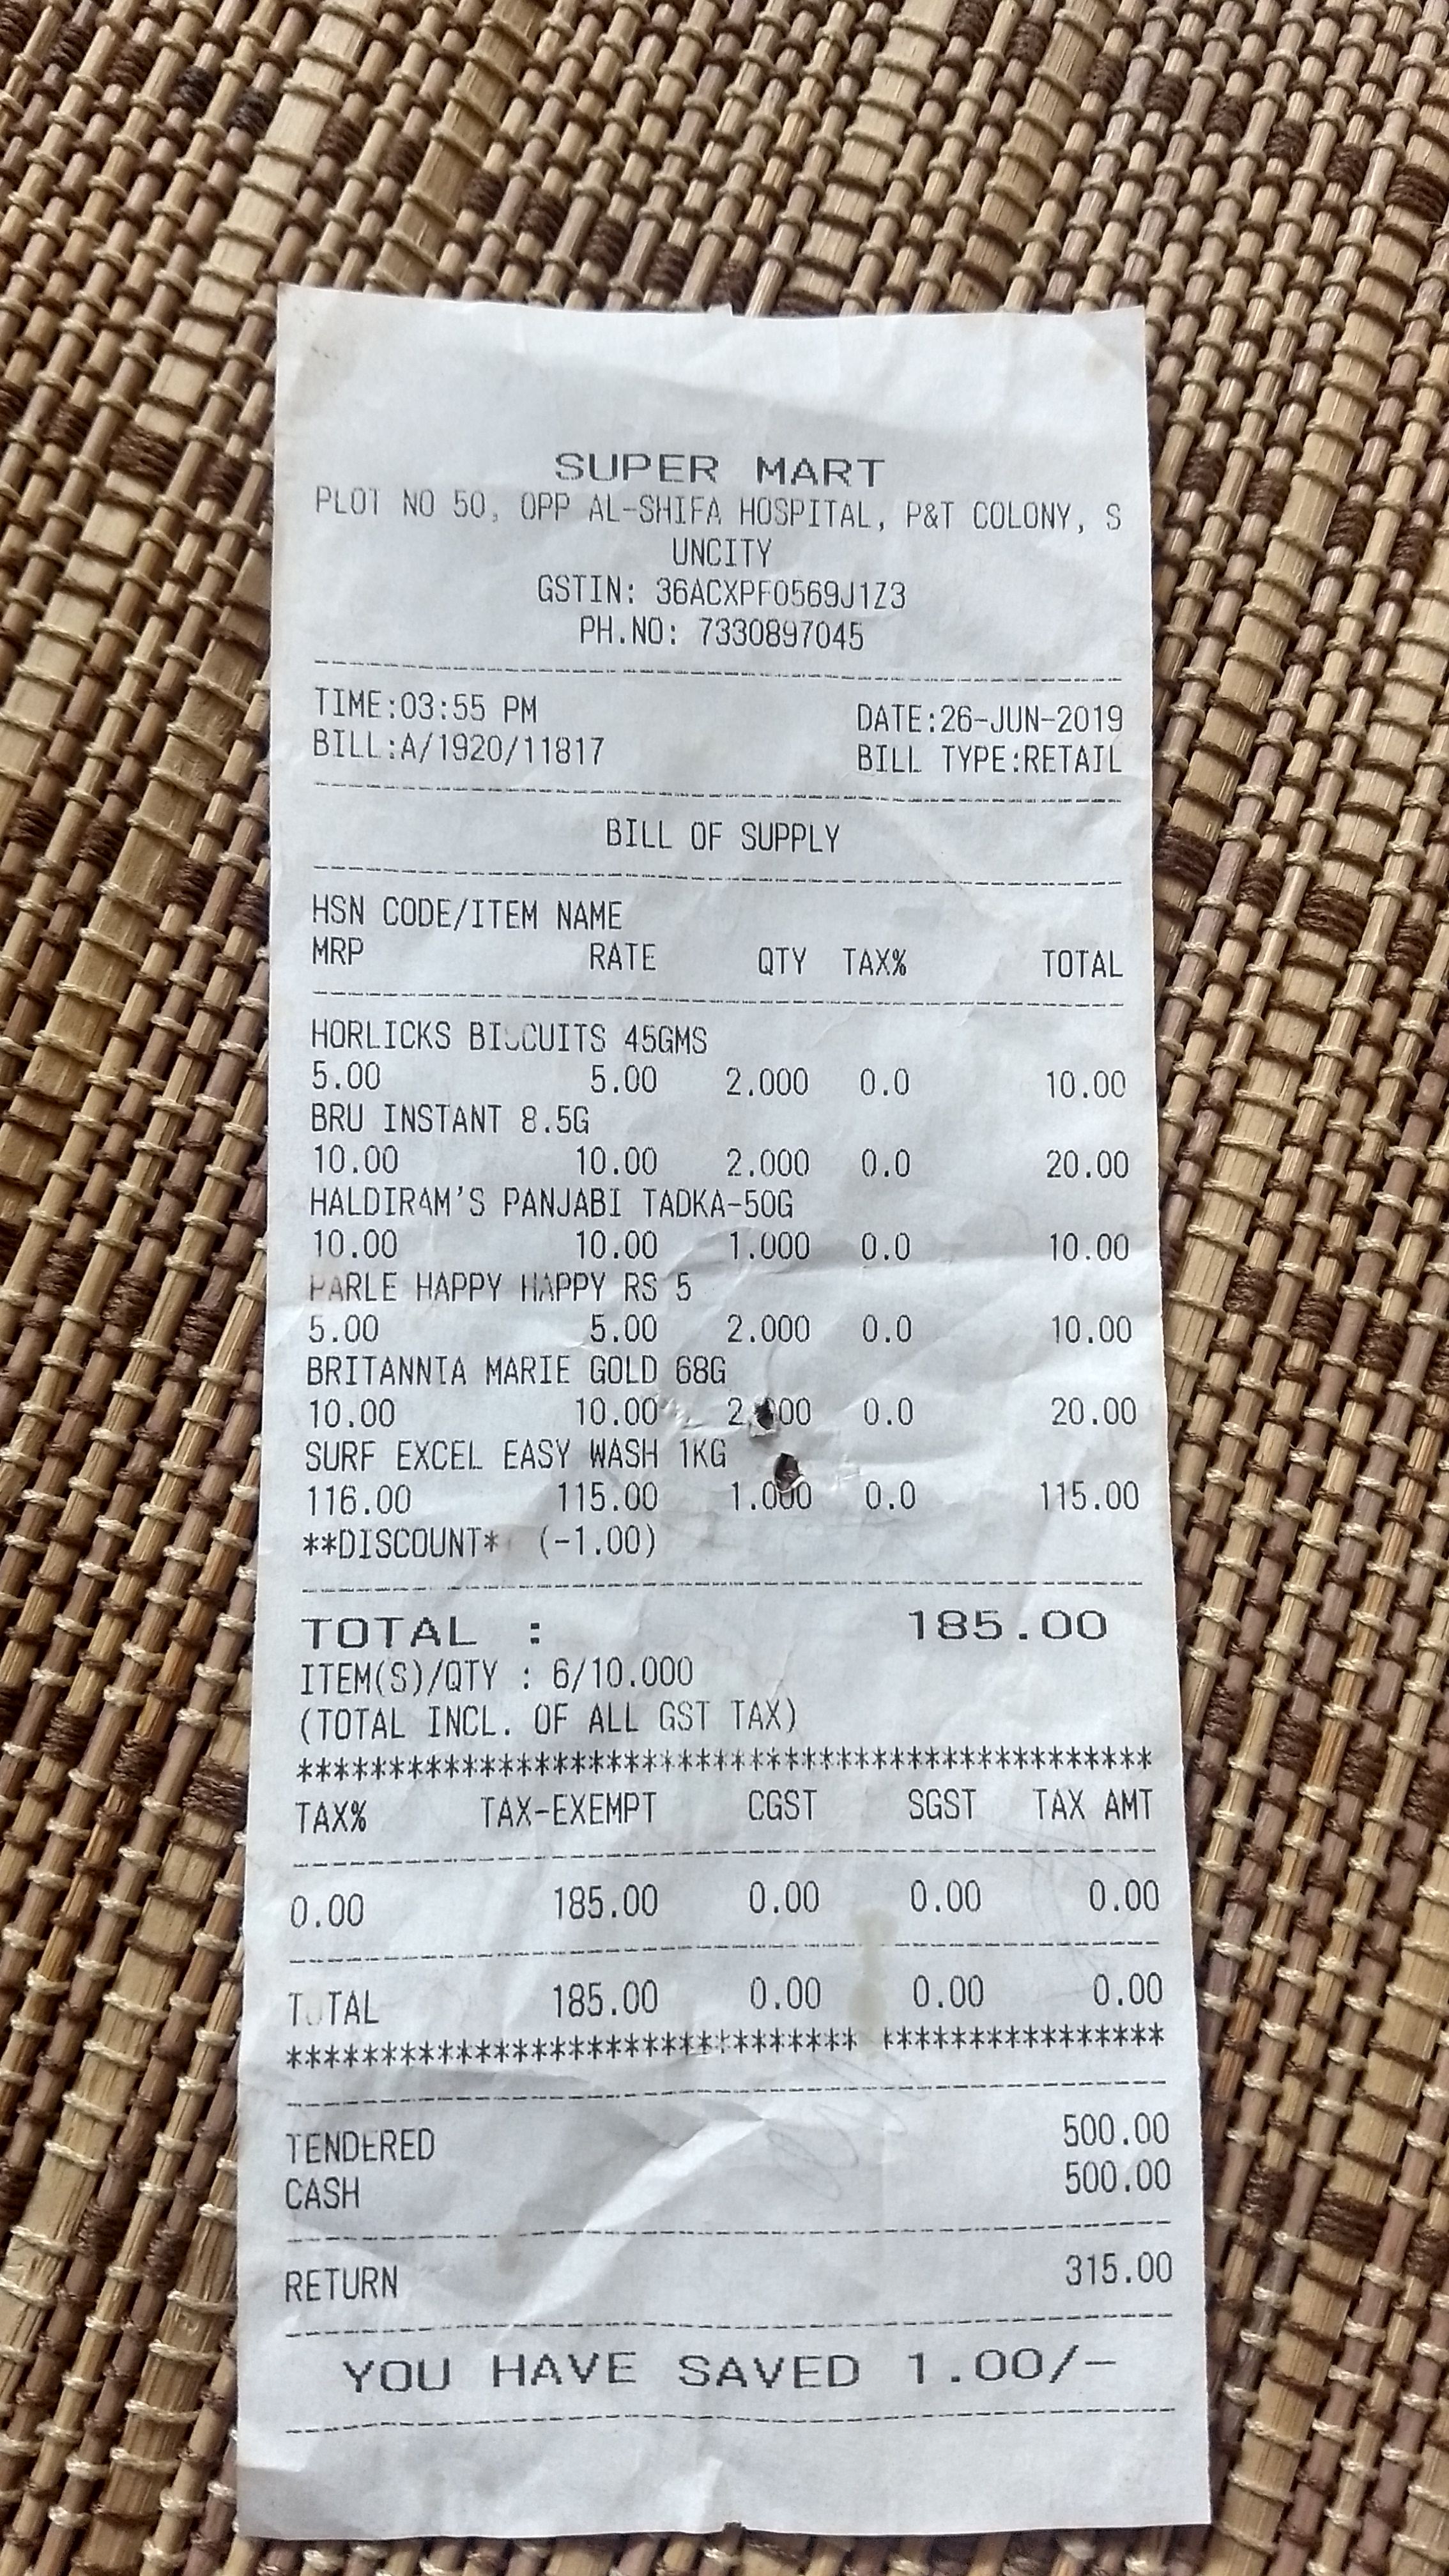 SUPER MART
PLOT NO 50, OPP AL-SHIFA HOSPITAL, P&T COLONY, S
UNCITY
GSTIN: 36ACXPF0569J1Z3
PH.NO: 7330897045
TIME:03:55 PM DATE:26-JUN-2019
BILL:A/1920/11817 BILL TYPE:RETAIL
BILL OF SUPPLY
HSN CODE/ITEM NAME
MRP RATE QTY TAX% TOTAL
HORLICKS BISCUITS 45GMS
5.00 5.00 2.000 0.0 10.00
BRU INSTANT 8.5G
10.00 10.00 2.000 0.0 20.00
HALDIRAM'S PANJABI TADKA-50G
10.00 10.00 1.000 0.0 10.00
PARLE HAPPY HAPPY RS 5
5.00 5.00 2.000 0.0 10.00
BRITANNIA MARIE GOLD 68G
10.00 10.00 2.000 0.0 20.00
SURF EXCEL EASY WASH 1KG
116.00 115.00 1.000 0.0 115.00
**DISCOUNT* (-1.00)
TOTAL : 185.00
ITEM(S)/QTY : 6/10.000
(TOTAL INCL. OF ALL GST TAX)
***********************************************
TAX% TAX-EXEMPT CGST SGST TAX AMT
0.00 185.00 0.00 0.00 0.00
TOTAL 185.00 0.00 0.00 0.00
***********************************************
TENDERED 500.00
CASH 500.00
RETURN 315.00
YOU HAVE SAVED 1.00/-